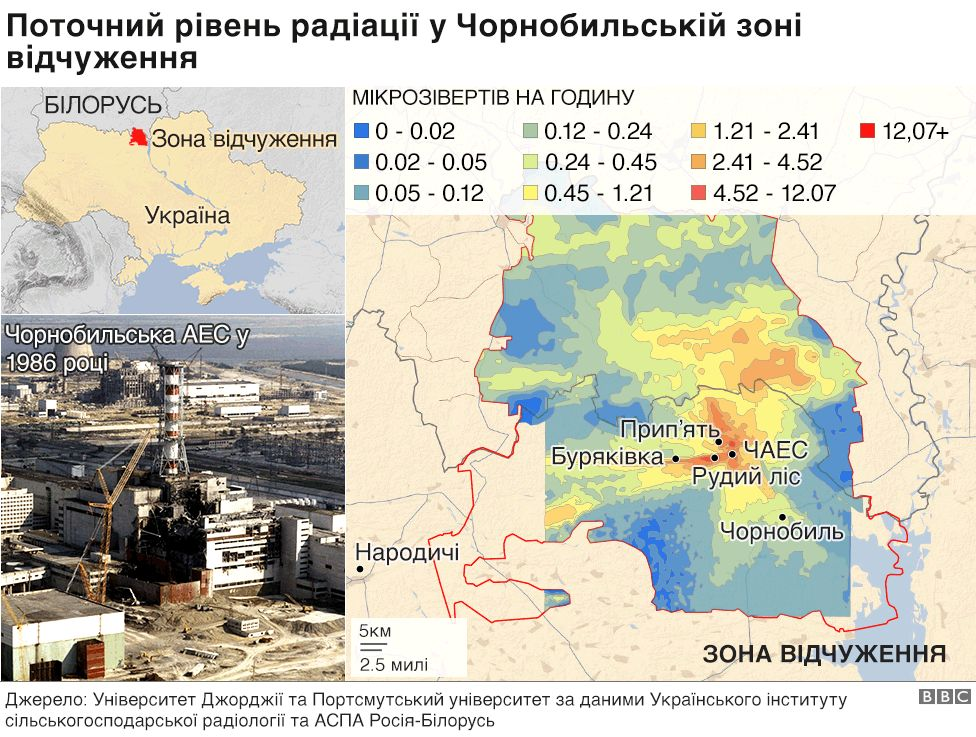 Поточний рівень радіації у Чорнобильській зоні
відчуження
БІЛОРУСЬ
Зона відчуження
Україна
Чорнобильська АЕС у
1986 році
МІКРОЗІВЕРТІВ НА ГОДИНУ
0 - 0.02
0.12 - 0.24
1.21 - 2.41
12,07+
0.02 - 0.05
0.24 - 0.45
2.41 - 4.52
0.05 - 0.12
0.45 - 1.21
4.52 - 12.07
Прип'ять
Буряківка
ЧАЕС
Рудий ліс
Чорнобиль
Народичі
5км
2.5 милі
ЗОНА ВІДЧУЖЕННЯ
Джерело: Університет Джорджії та Портсмутський університет за даними Українського інституту
сільськогосподарської радіології та АСПА Росія-Білорусь
BBC